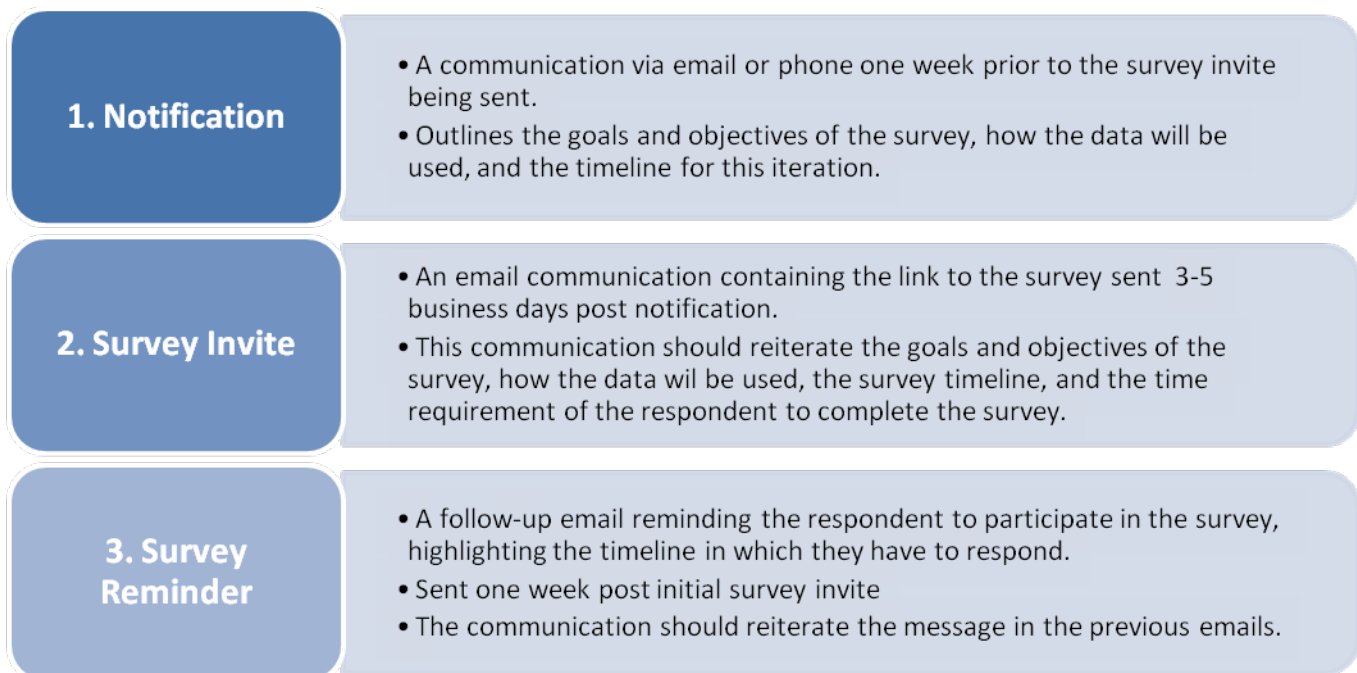 1. Notification
• A communication via email or phone one week prior to the survey invite
being sent.
• Outlines the goals and objectives of the survey, how the data will be
used, and the timeline for this iteration.
2. Survey Invite
• An email communication containing the link to the survey sent 3-5
business days post notification.
• This communication should reiterate the goals and objectives of the
survey, how the data wil be used, the survey timeline, and the time
requirement of the respondent to complete the survey.
3. Survey
Reminder
• A follow-up email reminding the respondent to participate in the survey,
highlighting the timeline in which they have to respond.
• Sent one week post initial survey invite
• The communication should reiterate the message in the previous emails.